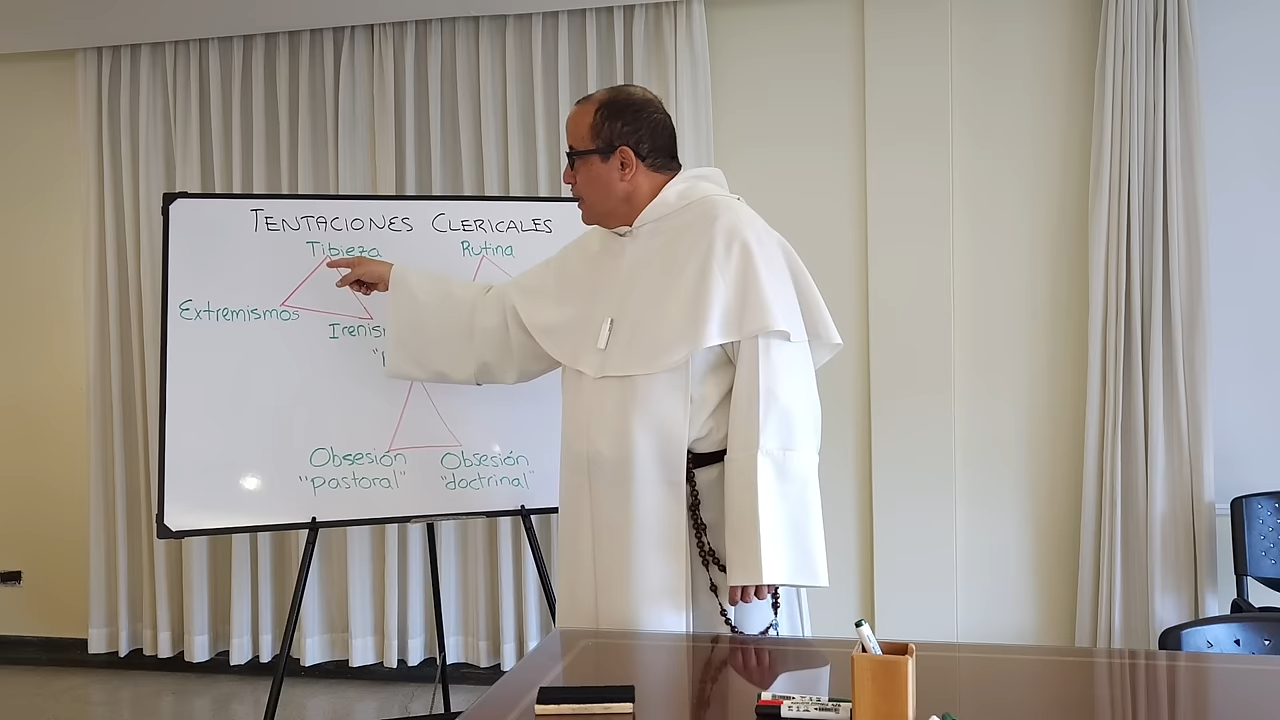 TENTACIONES CLERICALES
Tibieza
Rutina
Extremismos
Obsesión
"pastoral"
Obsesión
"doctrinal"